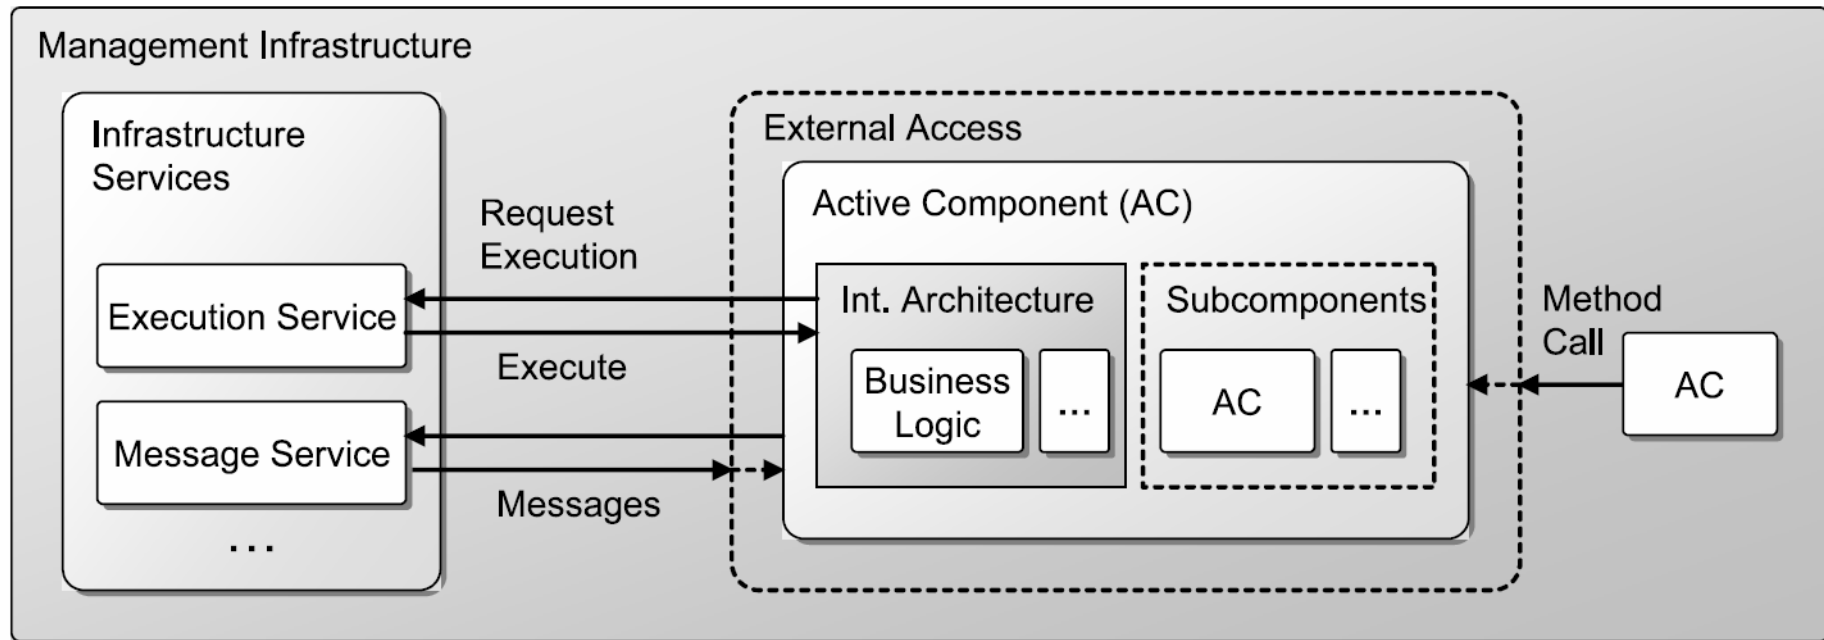 Management Infrastructure
Infrastructure
Services
Execution Service
Message Service
...
Request
Execution
Execute
Messages
External Access
Active Component (AC)
Int. Architecture
Business
Logic
...
Subcomponents
AC
...
Method
Call
AC